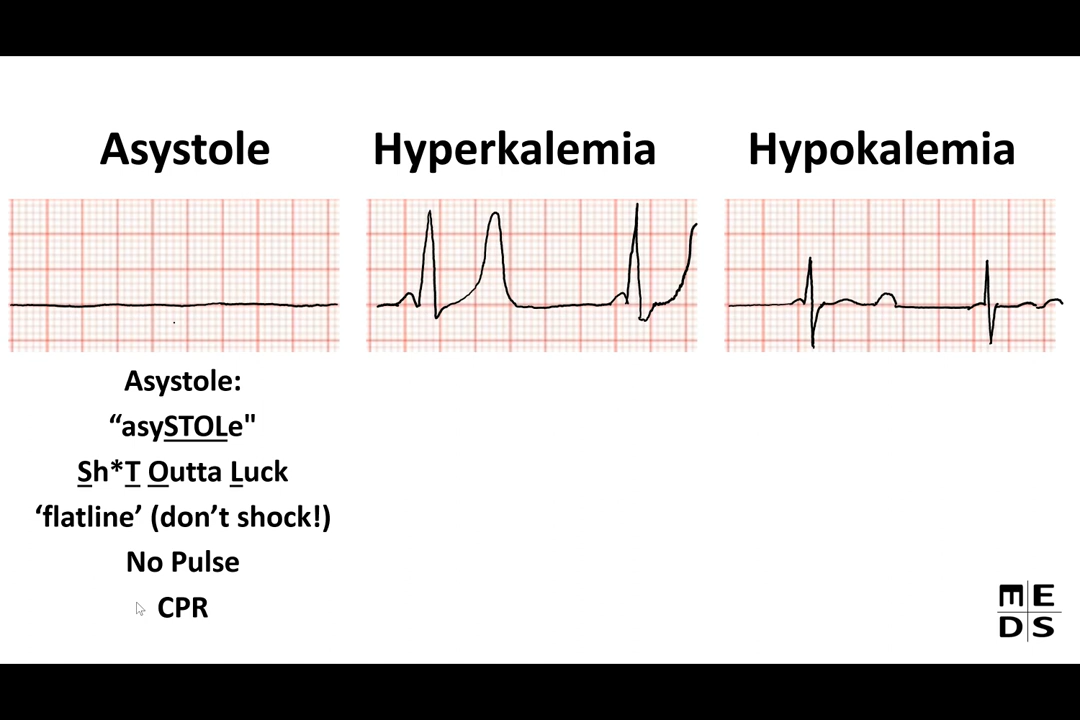 Asystole
Hyperkalemia
Hypokalemia
Asystole:
“asySTOLe"
Sh*T Outta Luck
‘flatline’ (don’t shock!)
No Pulse
CPR
ME
DS